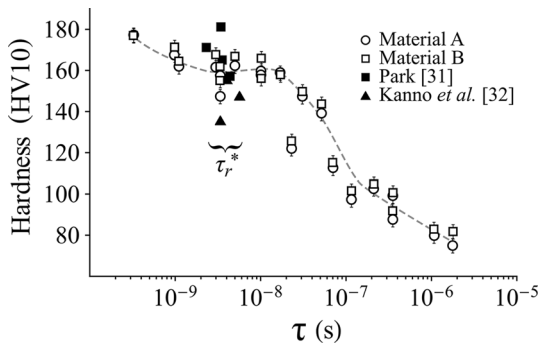 Hardness (HV10)
180
160
140
120
100
80
Material A
Material B
Park [31]
Kanno et al. [32]
τr*
10−9
10−8
10−7
10−6
10−5
τ (s)